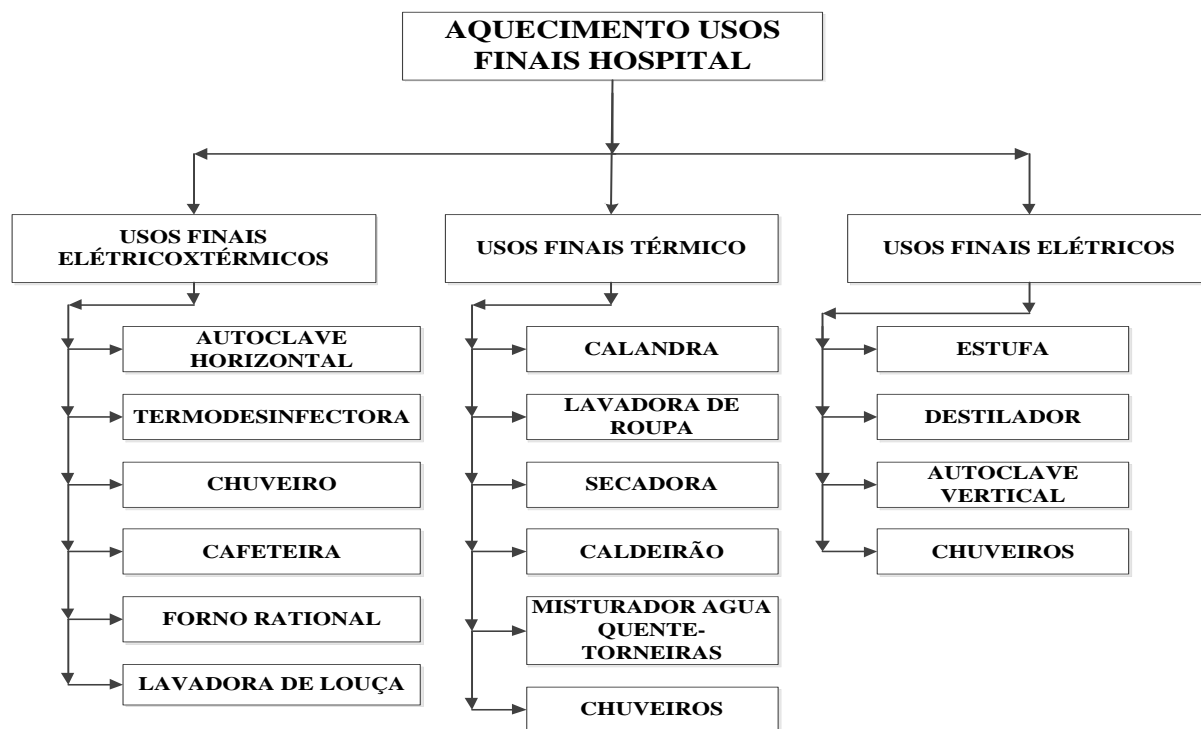 AQUECIMENTO USOS
FINAIS HOSPITAL
USOS FINAIS
ELÉTRICOXTÉRMICOS
AUTOCLAVE
HORIZONTAL
TERMODESINFECTORA
CHUVEIRO
CAFETEIRA
FORNO RATIONAL
LAVADORA DE LOUÇA
USOS FINAIS TÉRMICO
CALANDRA
LAVADORA DE
ROUPA
SECADORA
CALDEIRÃO
MISTURADOR AGUA
QUENTE-
TORNEIRAS
CHUVEIROS
USOS FINAIS ELÉTRICOS
ESTUFA
DESTILADOR
AUTOCLAVE
VERTICAL
CHUVEIROS